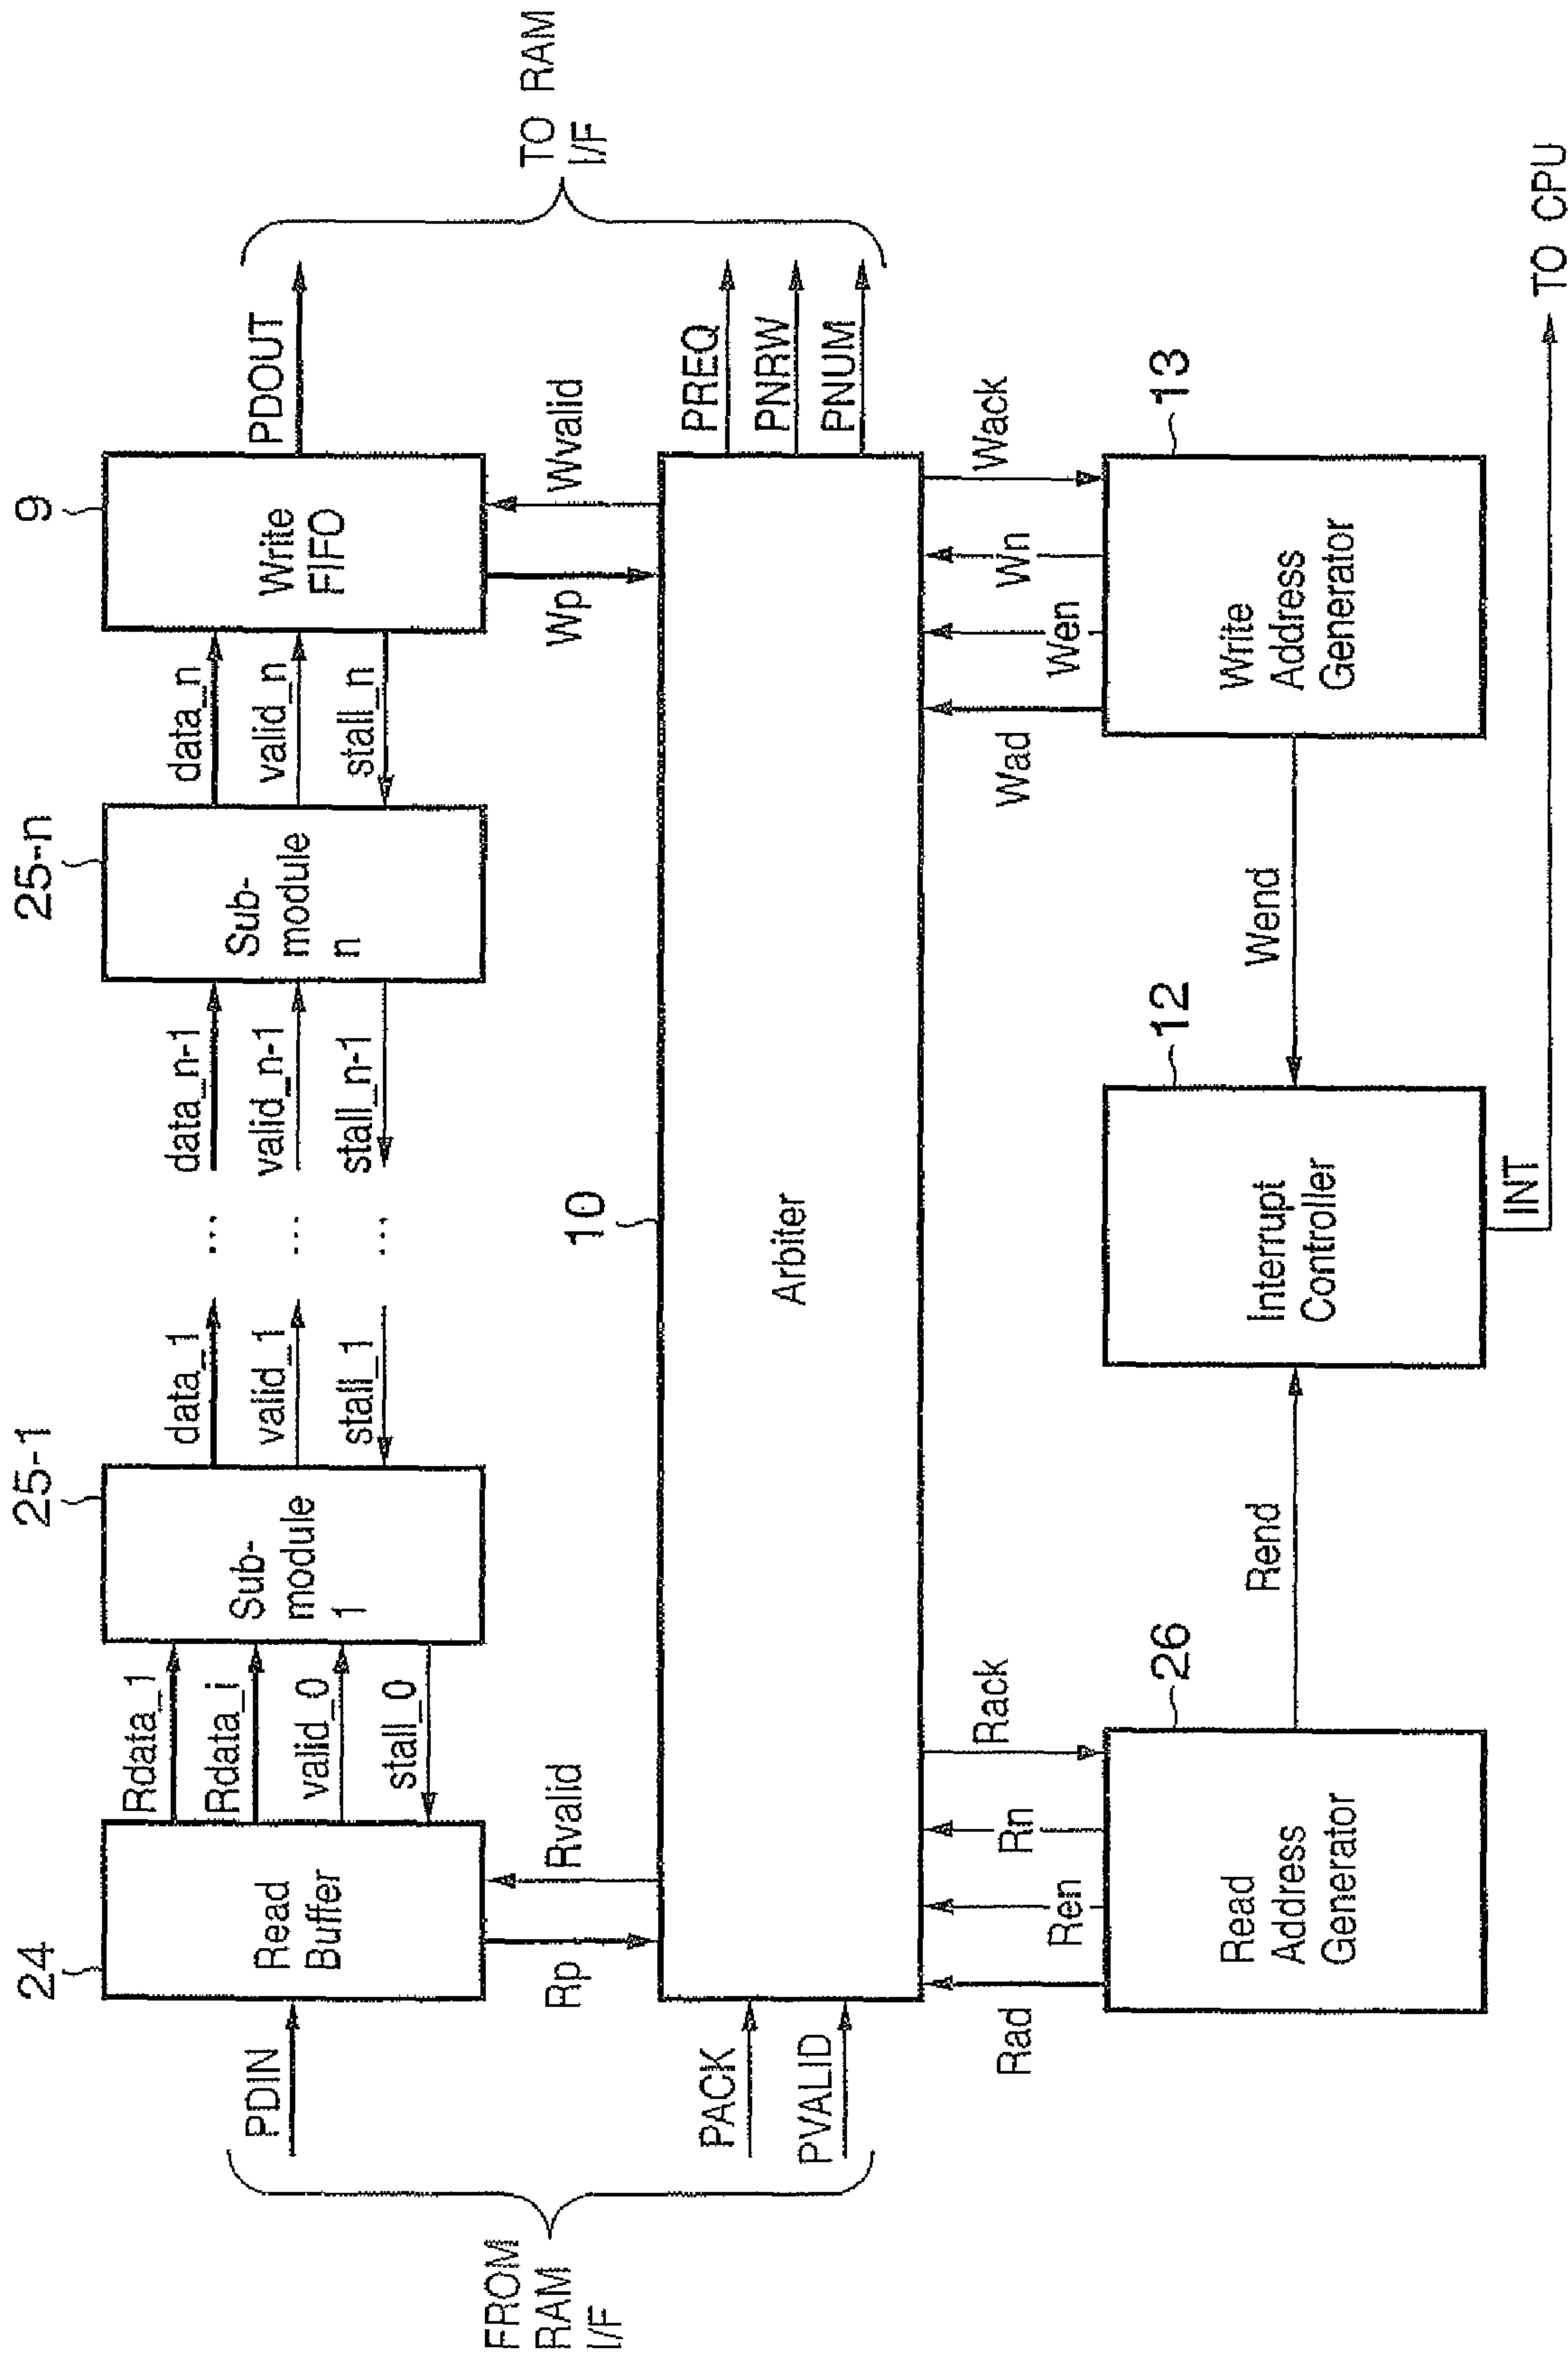 24
25-1
25-n
9
PDIN
Read
Buffer
Rdata_1
Rdata_i
valid_0
stall_0
Sub-
module
1
data_1
valid_1
stall_1
...
...
...
data_n-1
valid_n-1
stall_n-1
Sub-
module
n
data_n
valid_n
stall_n
Write
FIFO
PDOUT
FROM
RAM
I/F
TO RAM
I/F
Rp
Rvalid
10
Wp
Wvalid
PACK
PVALID
Arbiter
PREQ
PNRW
PNUM
Rad
Ren
Rn
Rack
Wad
Wen
Wn
Wack
26
12
13
Read
Address
Generator
Rend
Interrupt
Controller
Wend
Write
Address
Generator
INT
TO CPU